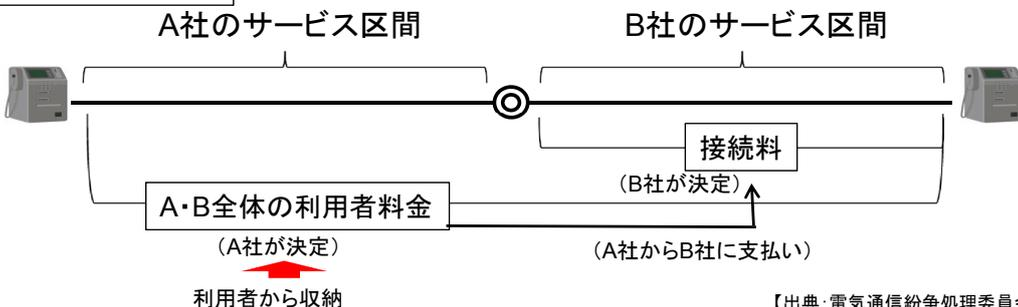 A社のサービス区間
B社のサービス区間
接続料
(B社が決定)
A・B全体の利用者料金
(A社が決定)
(A社からB社に支払い)
利用者から収納
【出典:電気通信紛争処理委員会